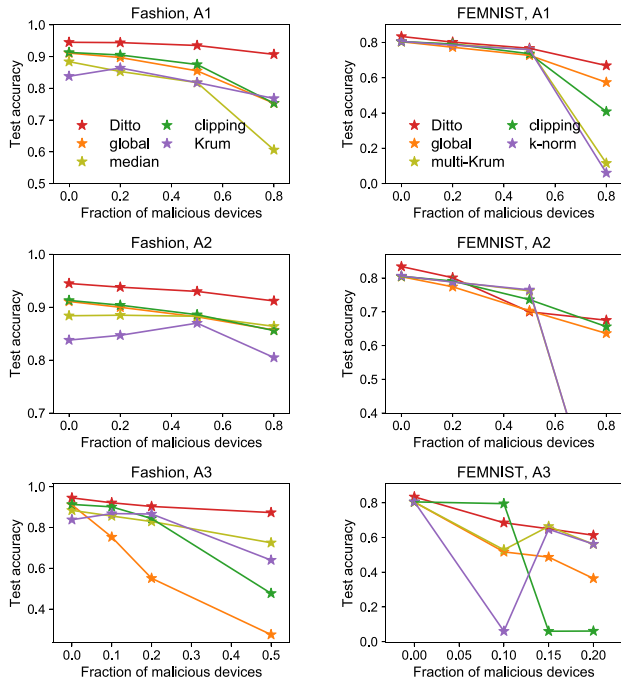 Fashion, A1
Test accuracy
1.0
0.9
0.8
0.7
0.6
0.5
Ditto
global
median
clipping
Krum
0.0 0.2 0.4 0.6 0.8
Fraction of malicious devices
FEMNIST, A1
Test accuracy
0.8
0.6
0.4
0.2
0.0
Ditto
global
multi-Krum
clipping
k-norm
0.0 0.2 0.4 0.6 0.8
Fraction of malicious devices
Fashion, A2
Test accuracy
1.0
0.9
0.8
0.7
0.0 0.2 0.4 0.6 0.8
Fraction of malicious devices
FEMNIST, A2
Test accuracy
0.8
0.7
0.6
0.5
0.4
0.0 0.2 0.4 0.6 0.8
Fraction of malicious devices
Fashion, A3
Test accuracy
1.0
0.8
0.6
0.4
0.0 0.1 0.2 0.3 0.4 0.5
Fraction of malicious devices
FEMNIST, A3
Test accuracy
0.8
0.6
0.4
0.2
0.0
0.00 0.05 0.10 0.15 0.20
Fraction of malicious devices